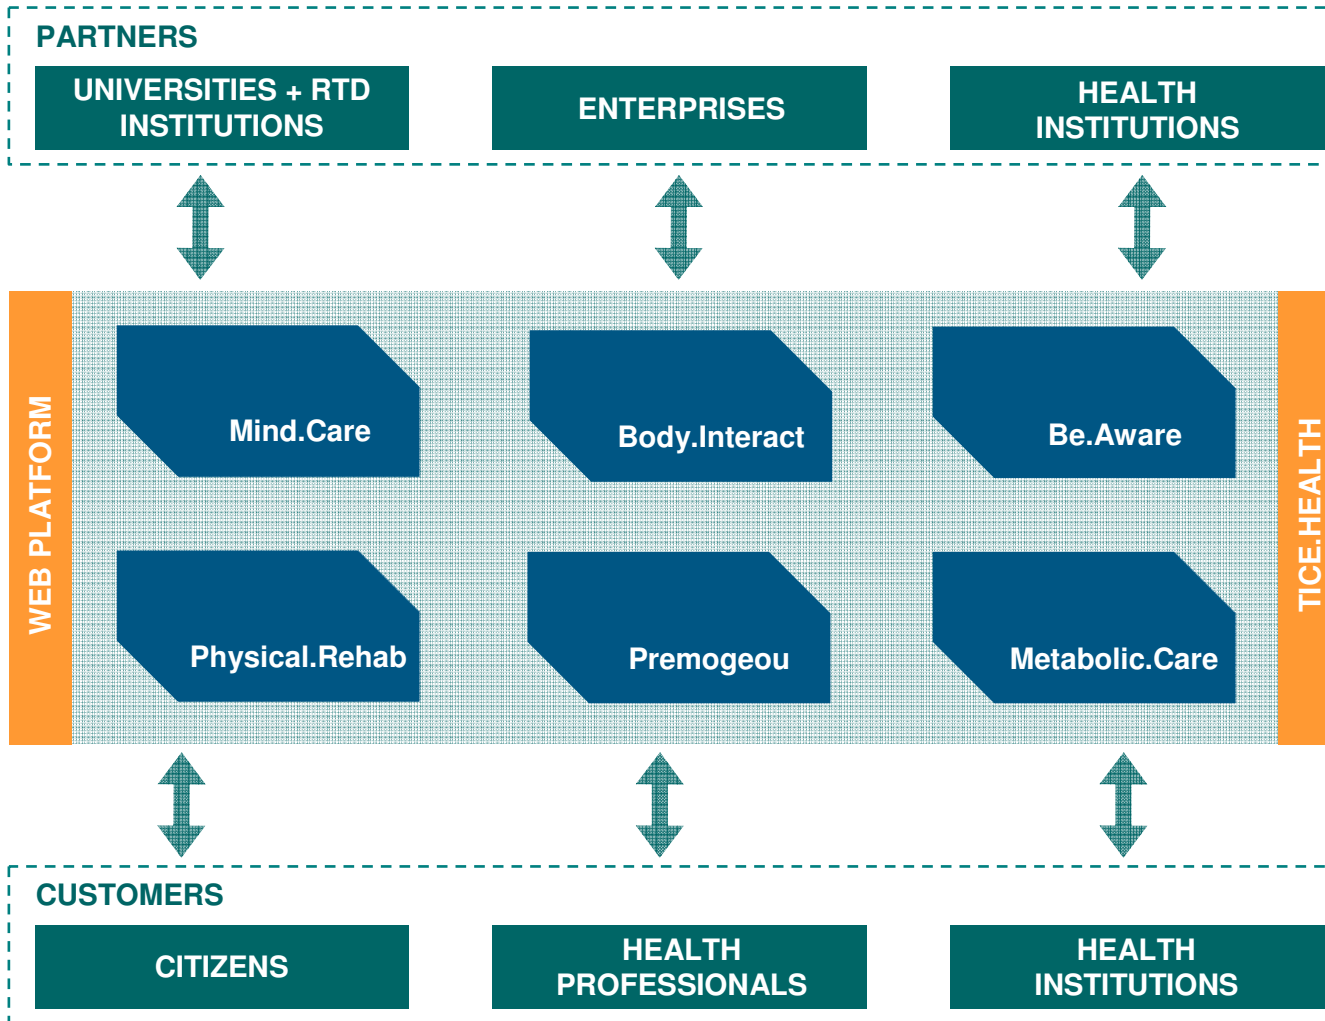 PARTNERS
UNIVERSITIES + RTD
INSTITUTIONS
ENTERPRISES
HEALTH
INSTITUTIONS
WEB PLATFORM
Mind.Care
Body.Interact
Be.Aware
Physical.Rehab
Premogeou
Metabolic.Care
TICE.HEALTH
CUSTOMERS
CITIZENS
HEALTH
PROFESSIONALS
HEALTH
INSTITUTIONS